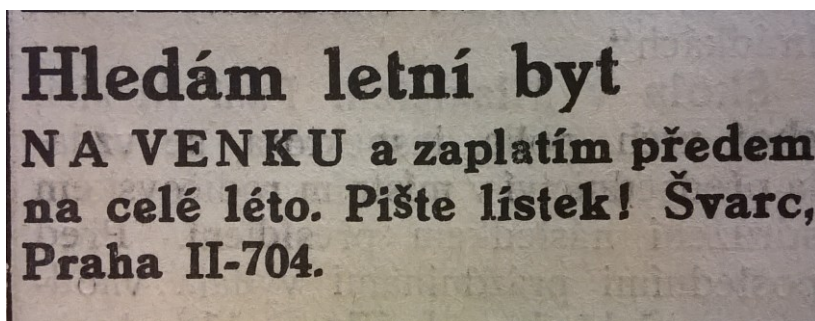 Hledám letní byt
NA VENKU a zaplatím předem
na celé léto. Pište lístek! Švarc,
Praha II-704.